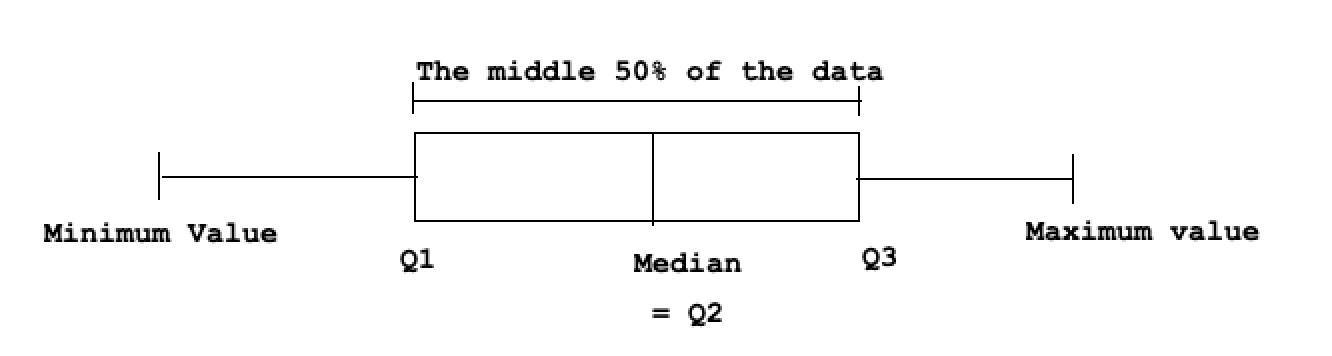 The middle 50% of the data
Minimum Value
Maximum value
Q1
Median
= Q2
Q3